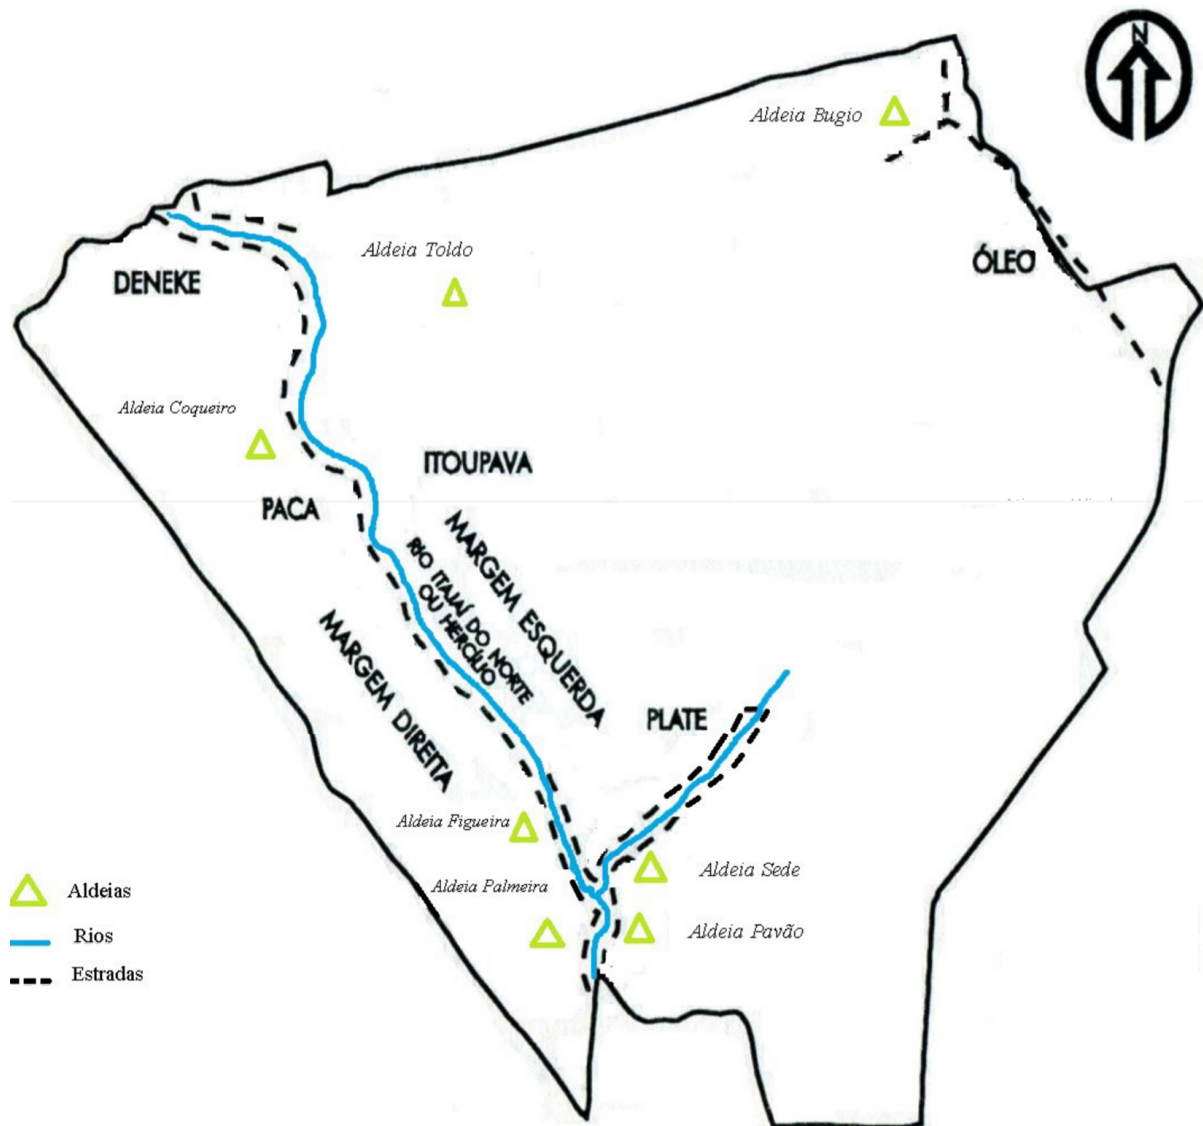 N
Aldeia Bugio
Aldeia Toldo
ÓLEO
DENEKE
Aldeia Coqueiro
ITOUPAVA
PACA
MARGEM ESQUERDA
RIO ITAJAÍ DO NORTE
OU HERCÍLIO
MARGEM DIREITA
PLATE
Aldeia Figueira
Aldeia Sede
Aldeia Palmeira
Aldeia Pavão
Aldeias
Rios
Estradas